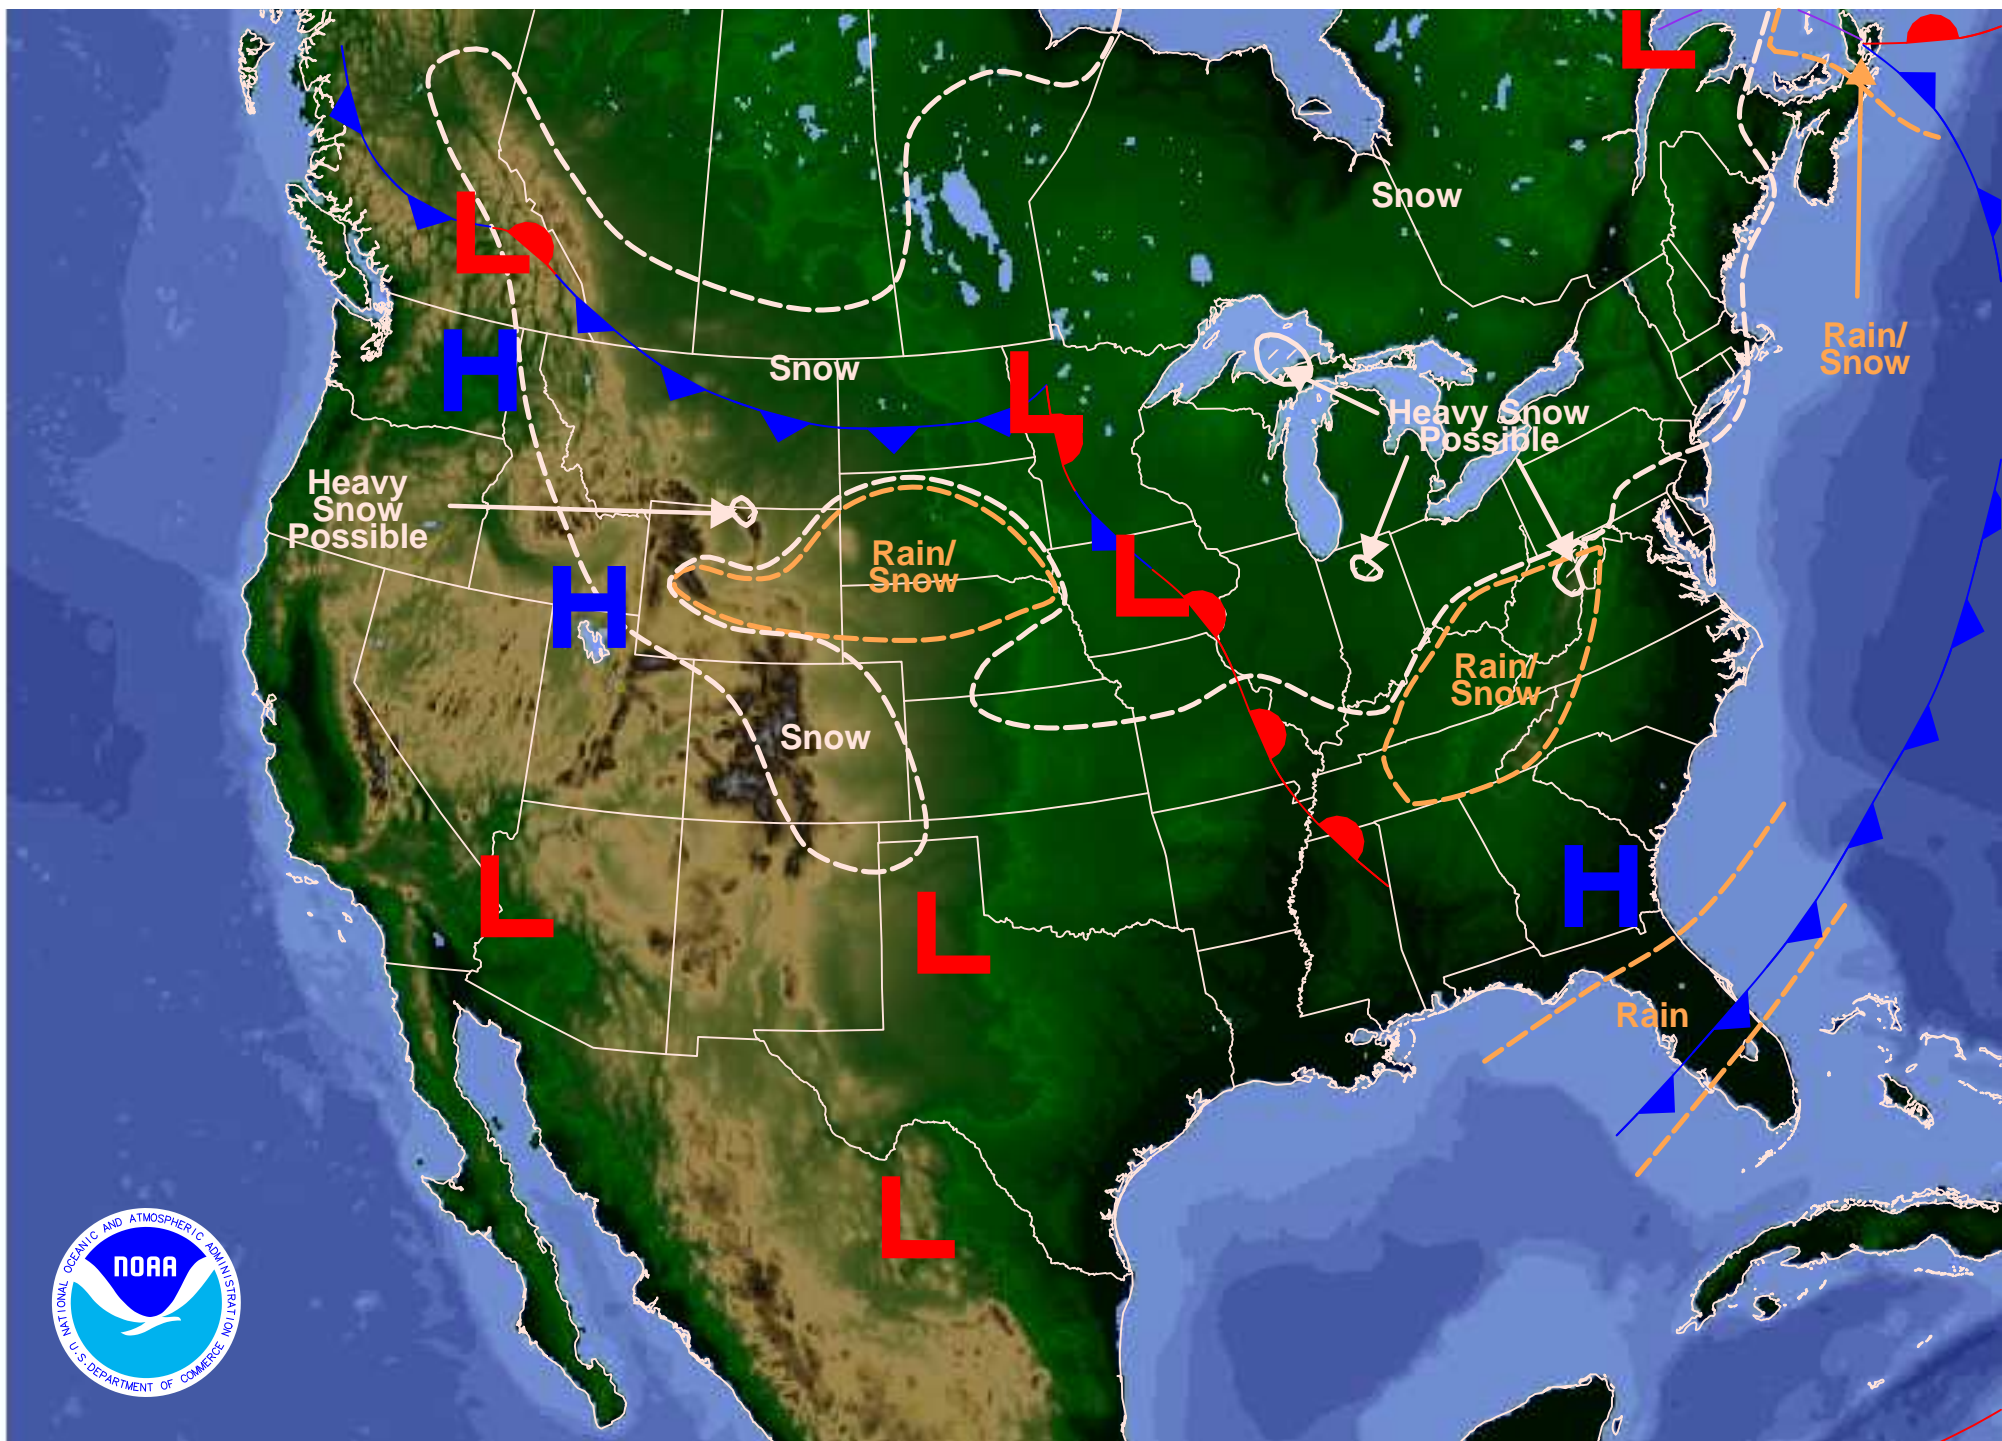 L
Snow
L
Rain/
Snow
H
Snow
L
Heavy Snow
Possible
Heavy
Snow
Possible
Rain/
Snow
L
H
Rain/
Snow
Snow
L
H
L
Rain
L
NATIONAL OCEANIC AND ATMOSPHERIC ADMINISTRATION
NOAA
U.S. DEPARTMENT OF COMMERCE